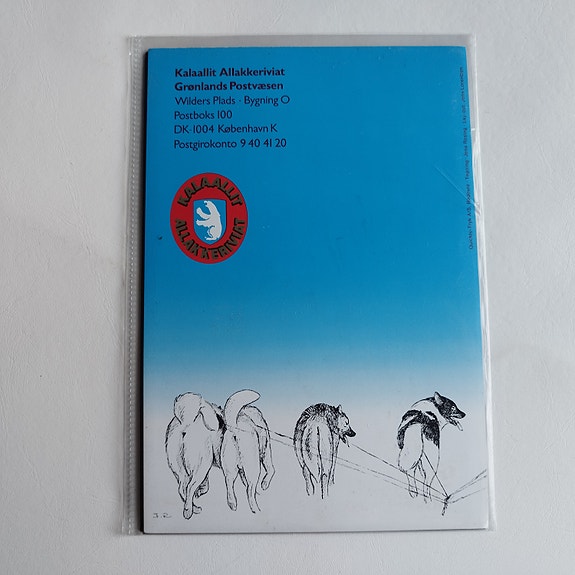 Kalaallit Allakkeriviat
Grønlands Postvæsen
Wilders Plads · Bygning O
Postboks 100
DK-1004 København K
Postgirokonto 9 40 41 20
KALAALLIT
ALLAKKERIVIAT
J.R.